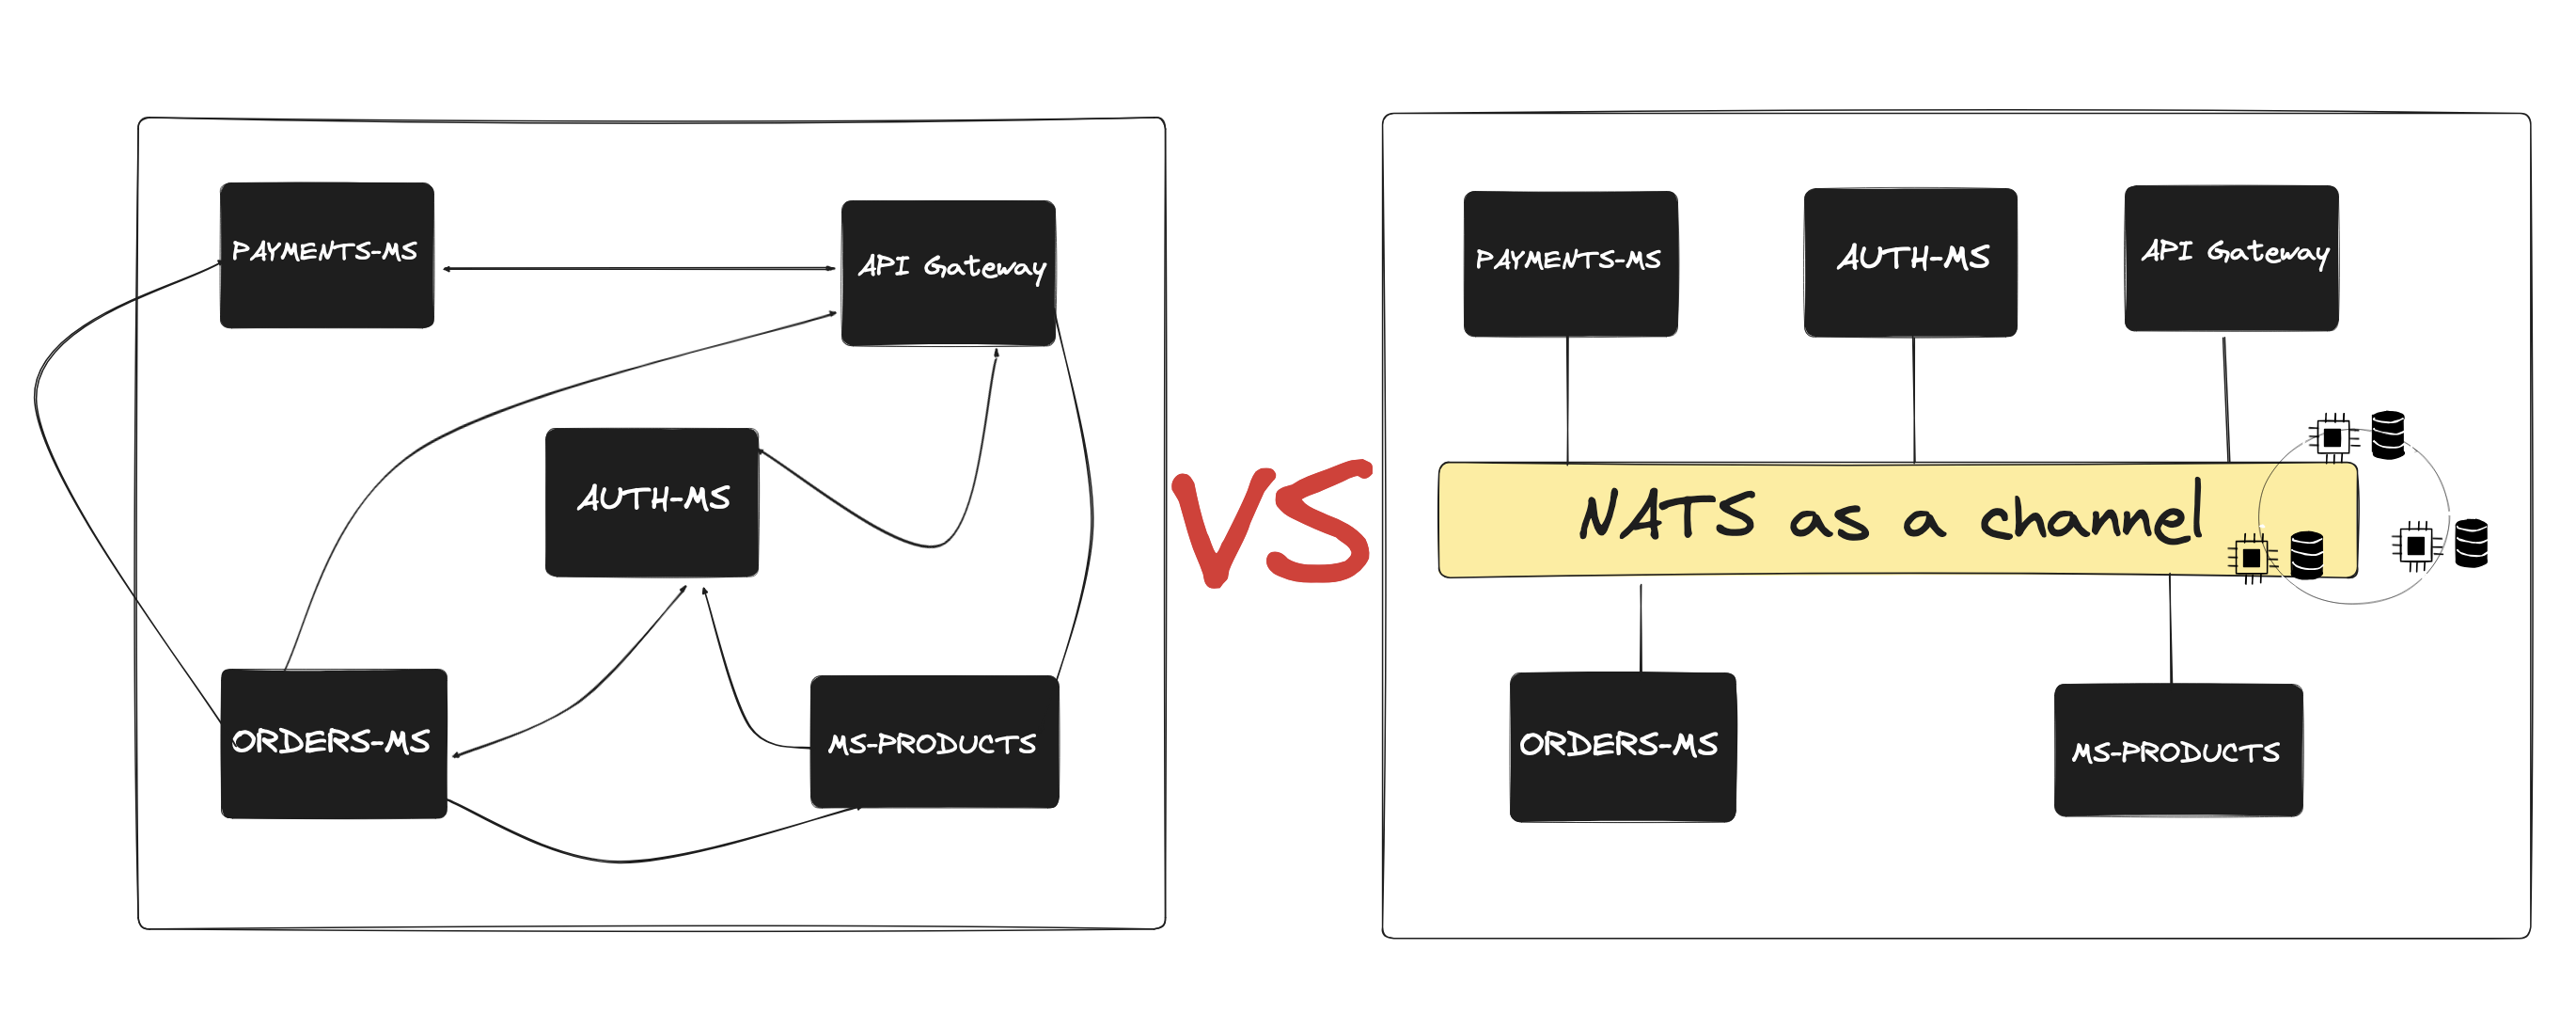 PAYMENTS-MS
API Gateway
AUTH-MS
ORDERS-MS
MS-PRODUCTS
VS
PAYMENTS-MS
AUTH-MS
API Gateway
NATS as a channel
ORDERS-MS
MS-PRODUCTS